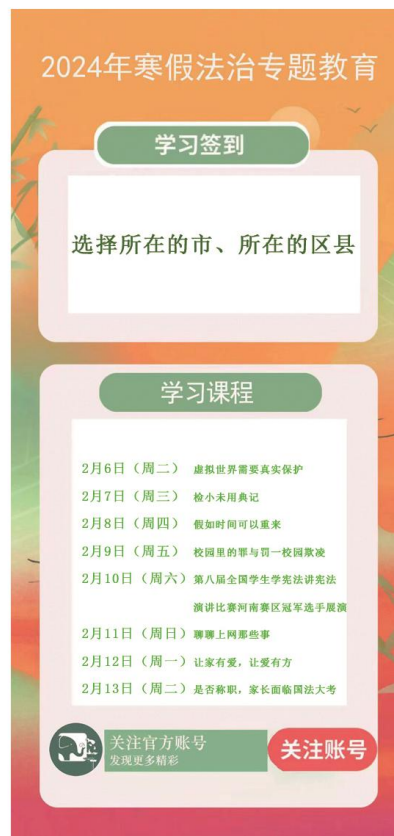 2024年寒假法治专题教育
学习签到
选择所在的市、所在的区县
学习课程
2月6日（周二） 虚拟世界需要真实保护
2月7日（周三） 检小未用典记
2月8日（周四） 假如时间可以重来
2月9日（周五） 校园里的罪与罚一校园欺凌
2月10日（周六） 第八届全国学生学宪法讲宪法
演讲比赛河南赛区冠军选手展演
2月11日（周日） 聊聊上网那些事
2月12日（周一） 让家有爱，让爱有方
2月13日（周二） 是否称职，家长面临国法大考
关注官方账号
发现更多精彩
关注账号